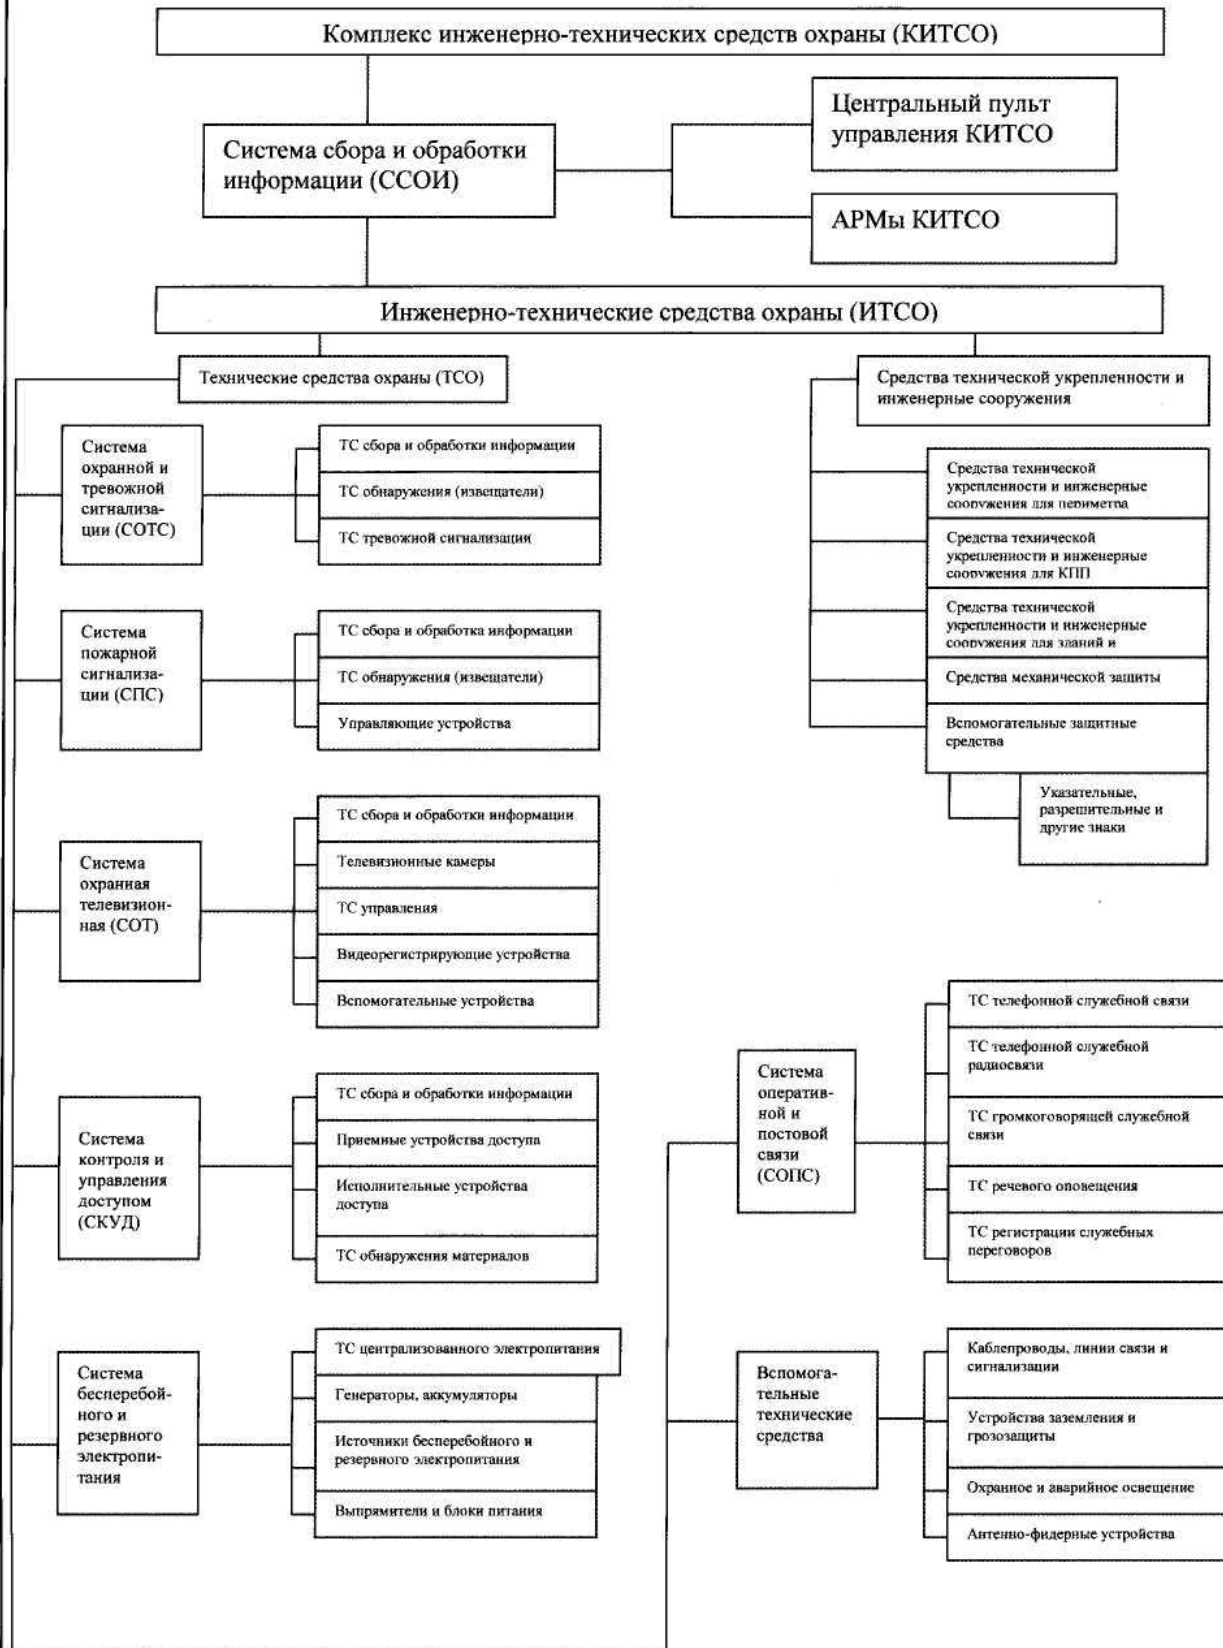 Комплекс инженерно-технических средств охраны (КИТСО)
Система сбора и обработки
информации (ССОИ)
Центральный пульт
управления КИТСО
АРМы КИТСО
Инженерно-технические средства охраны (ИТСО)
Технические средства охраны (ТСО)
Система
охранной и
тревожной
сигнализа-
ции (СОТС)
ТС сбора и обработки информации
ТС обнаружения (извещатели)
ТС тревожной сигнализации
Система
пожарной
сигнализа-
ции (СПС)
ТС сбора и обработка информации
ТС обнаружения (извещатели)
Управляющие устройства
Система
охранная
телевизион-
ная (СОТ)
ТС сбора и обработки информации
Телевизионные камеры
ТС управления
Видеорегистрирующие устройства
Вспомогательные устройства
Система
контроля и
управления
доступом
(СКУД)
ТС сбора и обработки информации
Приемные устройства доступа
Исполнительные устройства
доступа
ТС обнаружения материалов
Система
бесперебой-
ного и
резервного
электропи-
тания
ТС централизованного электропитания
Генераторы, аккумуляторы
Источники бесперебойного и
резервного электропитания
Выпрямители и блоки питания
Средства технической укрепленности и
инженерные сооружения
Средства технической
укрепленности и инженерные
сооружения для периметра
Средства технической
укрепленности и инженерные
сооружения для КПП
Средства технической
укрепленности и инженерные
сооружения для зданий и
Средства механической защиты
Вспомогательные защитные
средства
Указательные,
разрешительные и
другие знаки
Система
оператив-
ной и
постовой
связи
(СОПС)
ТС телефонной служебной связи
ТС телефонной служебной
радиосвязи
ТС громкоговорящей служебной
связи
ТС речевого оповещения
ТС регистрации служебных
переговоров
Вспомога-
тельные
технические
средства
Каблепроводы, линии связи и
сигнализации
Устройства заземления и
грозозащиты
Охранное и аварийное освещение
Антенно-фидерные устройства